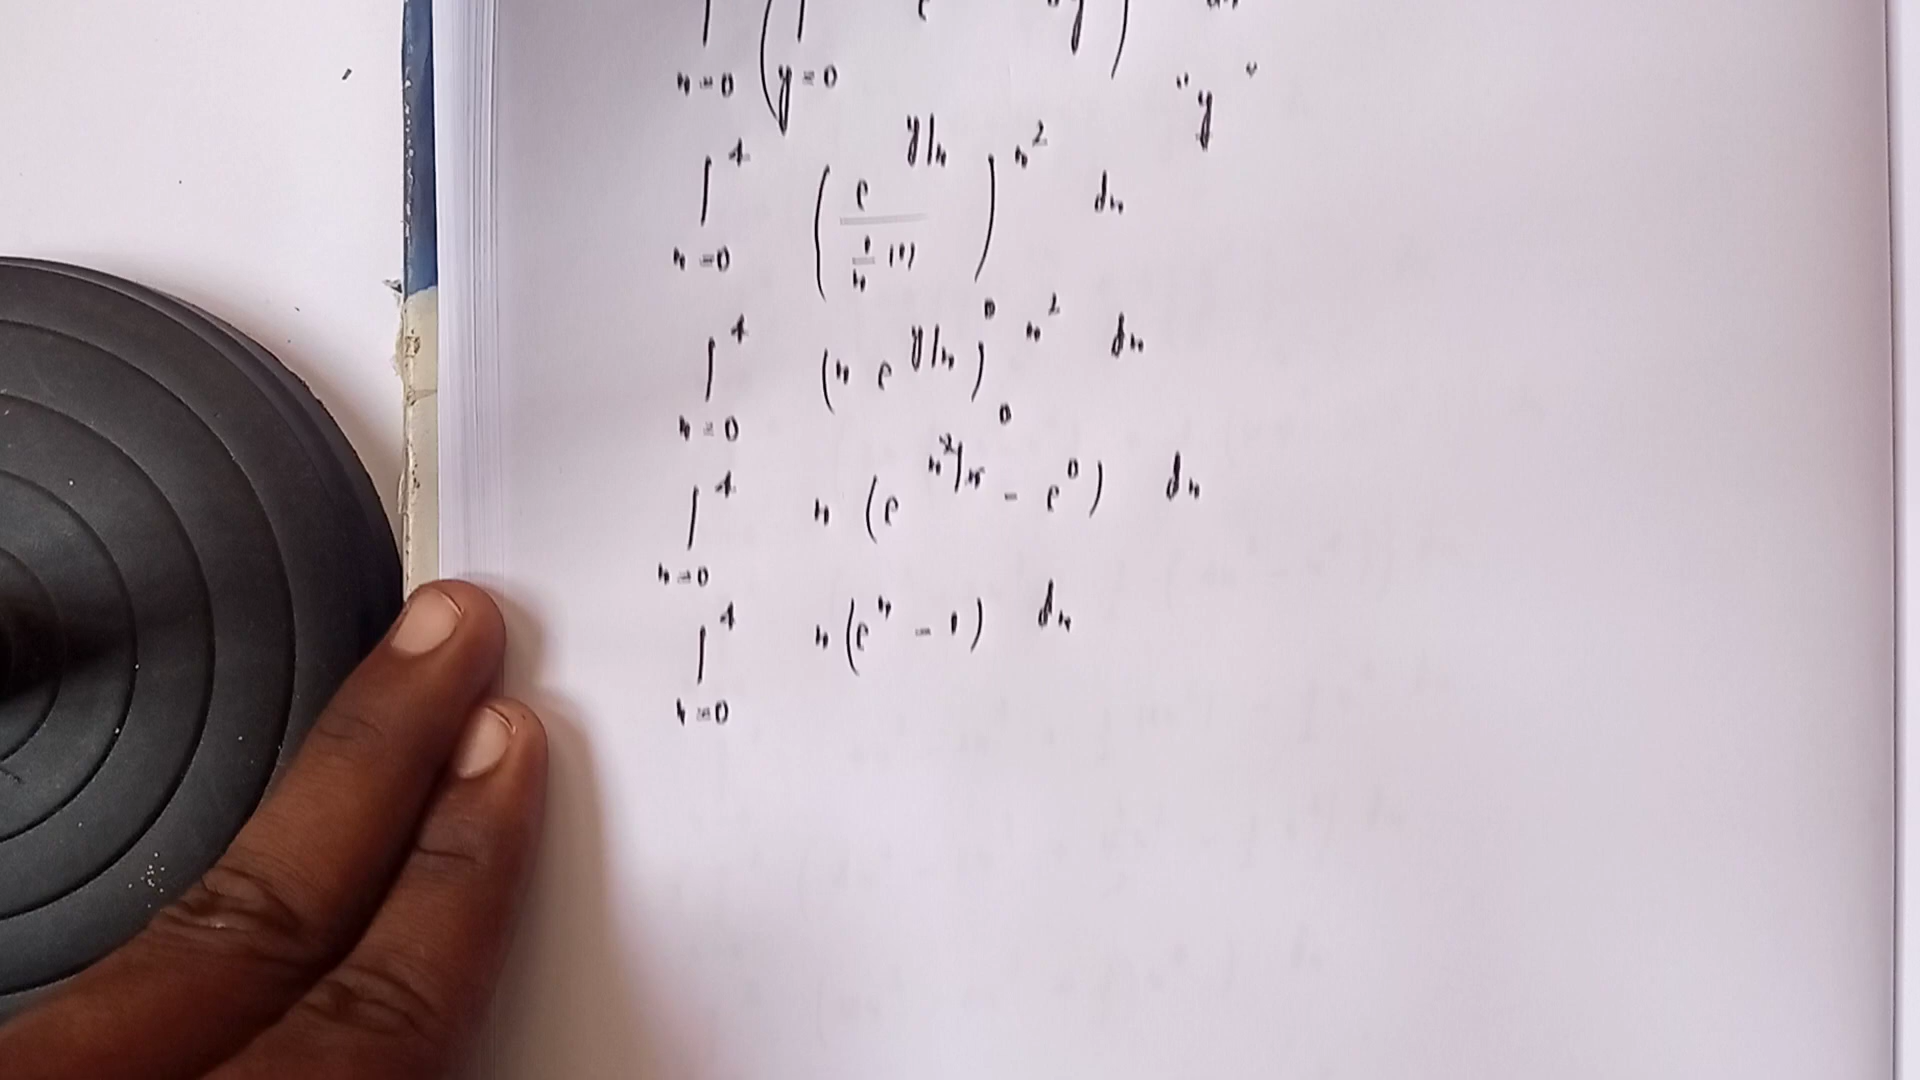 x=0 (y=0
"y"
∫ 4 ( e y/x / 1/x (1) ) x² dx
x=0
∫ 4 (x e y/x ) x² dx
x=0 0
∫ 4 x (e x²/x - e⁰) dx
x=0
∫ 4 x (eˣ - 1) dx
x=0